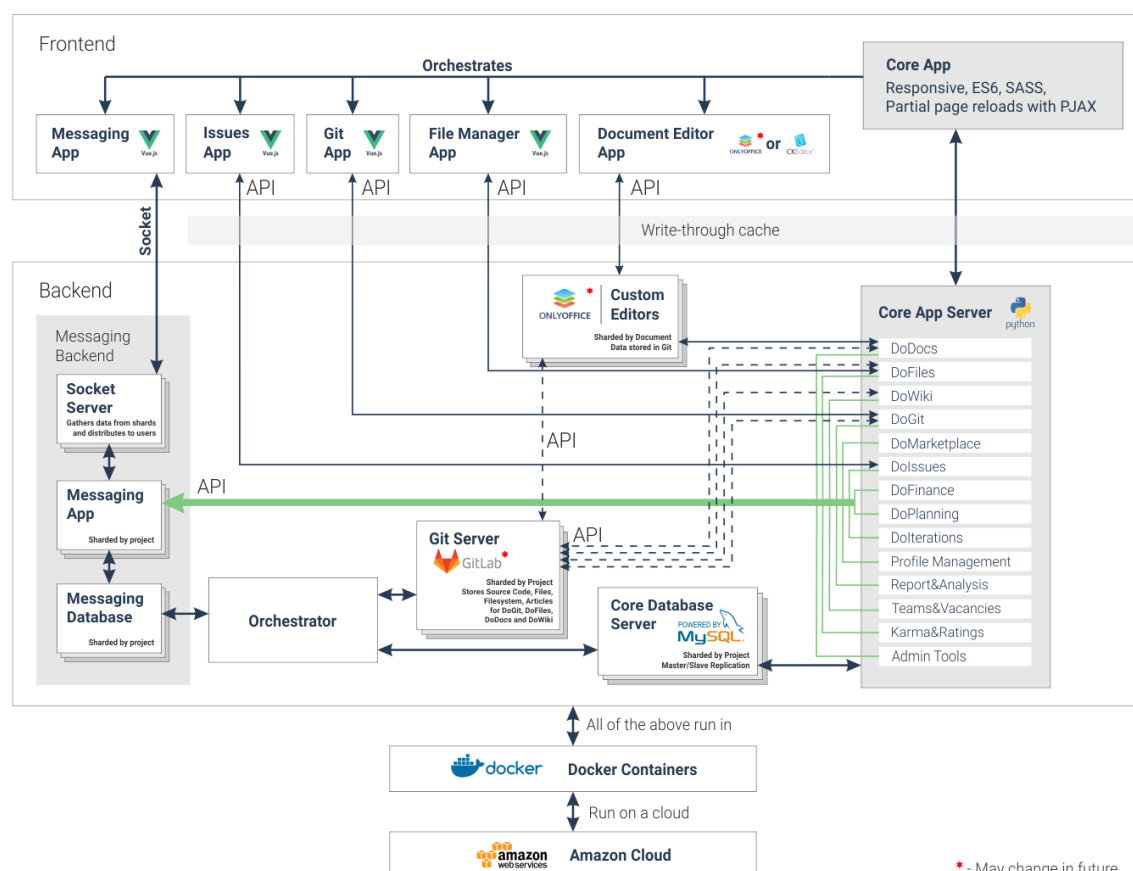 Frontend
Orchestrates
Core App
Responsive, ES6, SASS,
Partial page reloads with PJAX
Messaging
App
Vue.js
Issues
App
Vue.js
Git
App
Vue.js
File Manager
App
Vue.js
Document Editor
App
ONLYOFFICE
*
or
CKEditor
API
API
API
API
Socket
Write-through cache
Backend
Messaging
Backend
Socket
Server
Gathers data from shards
and distributes to users
Messaging
App
Sharded by project
Messaging
Database
Sharded by project
API
ONLYOFFICE
*
Custom
Editors
Sharded by Document
Data stored in Git
API
Git Server
GitLab
*
Sharded by Project
Stores Source Code, Files,
Filesystem, Articles
for DoGit, DoFiles,
DoDocs and DoWiki
API
Orchestrator
Core Database
Server
POWERED BY
MySQL
Sharded by Project
Master/Slave Replication
Core App Server
python
DoDocs
DoFiles
DoWiki
DoGit
DoMarketplace
DoIssues
DoFinance
DoPlanning
DoIterations
Profile Management
Report&Analysis
Teams&Vacancies
Karma&Ratings
Admin Tools
All of the above run in
docker
Docker Containers
Run on a cloud
amazon
webservices
Amazon Cloud
* - May change in future